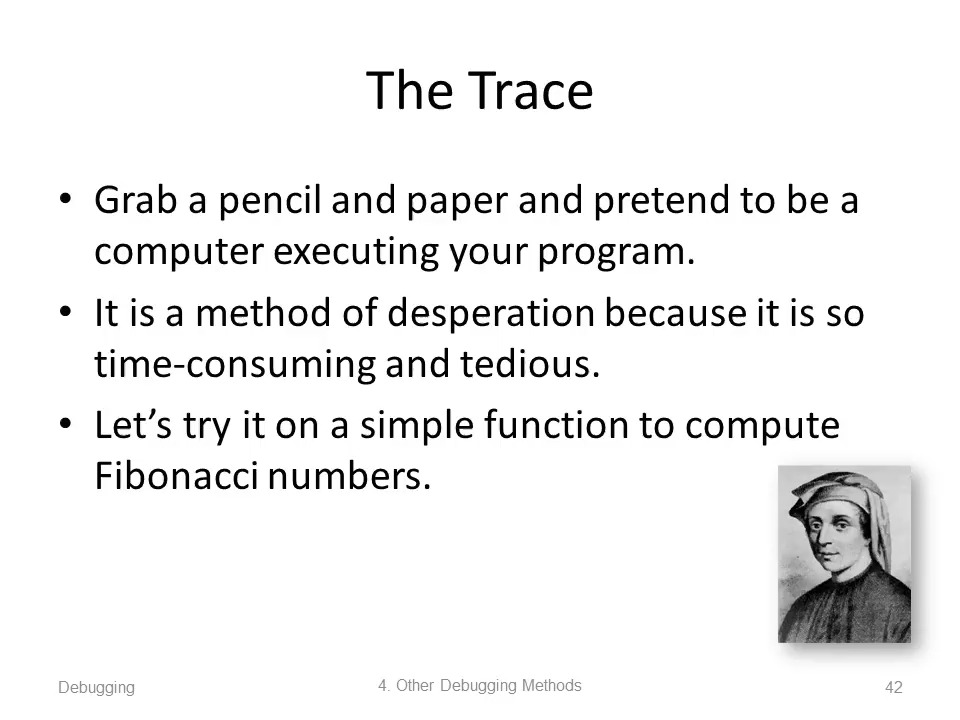 The Trace
• Grab a pencil and paper and pretend to be a
computer executing your program.
• It is a method of desperation because it is so
time-consuming and tedious.
• Let’s try it on a simple function to compute
Fibonacci numbers.
Debugging
4. Other Debugging Methods
42